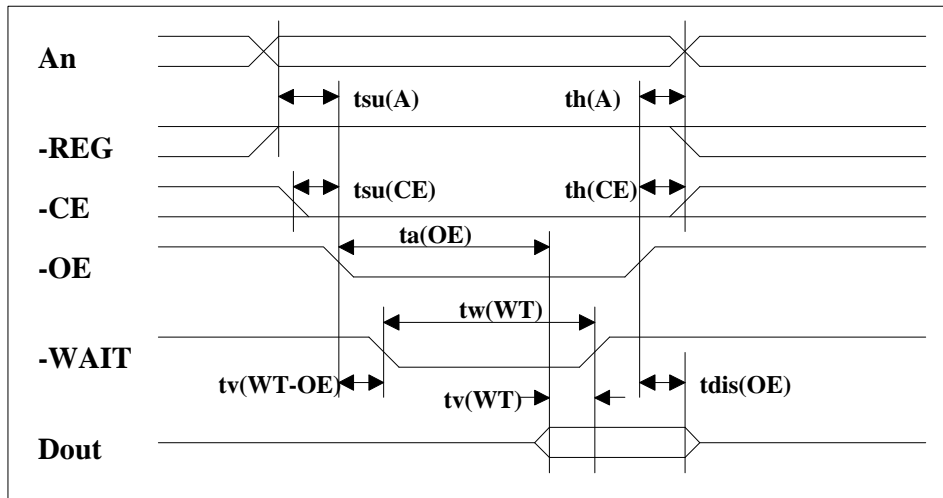 An
tsu(A) th(A)
-REG
tsu(CE) th(CE)
-CE
ta(OE)
-OE
tw(WT)
-WAIT
tv(WT-OE) tv(WT) tdis(OE)
Dout